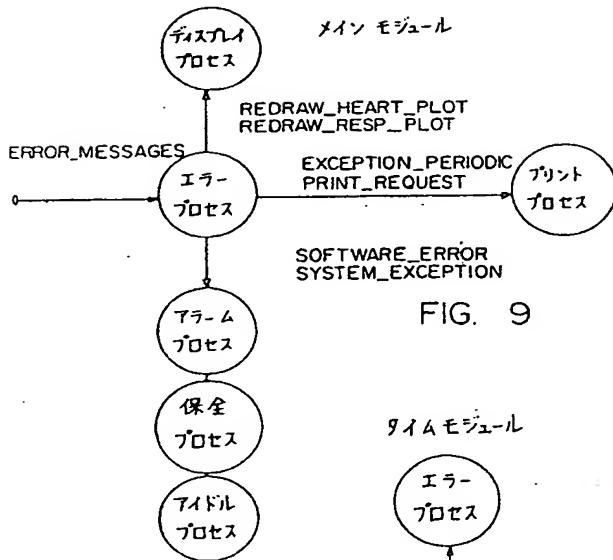 ディスプレイ
プロセス
メイン モジュール
REDRAW_HEART_PLOT
REDRAW_RESP_PLOT
ERROR_MESSAGES
エラー
プロセス
EXCEPTION_PERIODIC
PRINT_REQUEST
プリント
プロセス
SOFTWARE_ERROR
SYSTEM_EXCEPTION
アラーム
プロセス
FIG. 9
保全
プロセス
タイムモジュール
アイドル
プロセス
エラー
プロセス